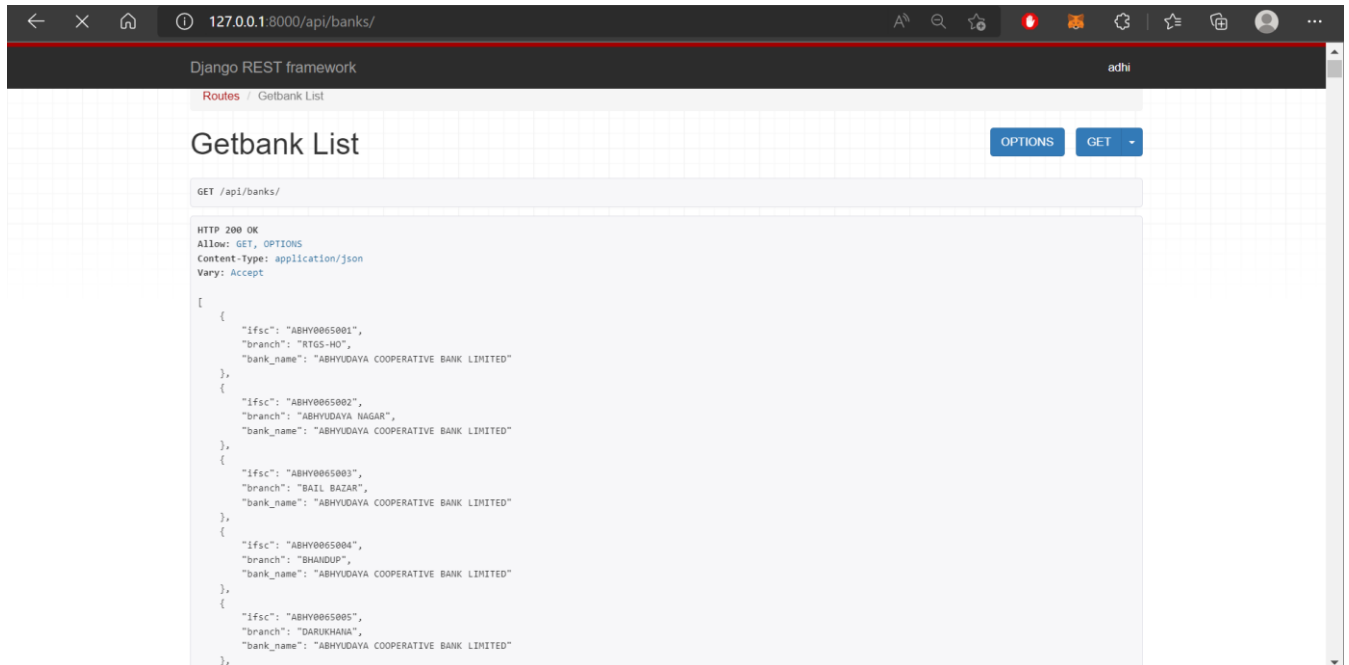 127.0.0.1:8000/api/banks/
Django REST framework
adhi
Routes / Getbank List
Getbank List
OPTIONS
GET
GET /api/banks/
HTTP 200 OK
Allow: GET, OPTIONS
Content-Type: application/json
Vary: Accept
[
{
"ifsc": "ABHY0065001",
"branch": "RTGS-HO",
"bank_name": "ABHYUDAYA COOPERATIVE BANK LIMITED"
},
{
"ifsc": "ABHY0065002",
"branch": "ABHYUDAYA NAGAR",
"bank_name": "ABHYUDAYA COOPERATIVE BANK LIMITED"
},
{
"ifsc": "ABHY0065003",
"branch": "BAIL BAZAR",
"bank_name": "ABHYUDAYA COOPERATIVE BANK LIMITED"
},
{
"ifsc": "ABHY0065004",
"branch": "BHANDUP",
"bank_name": "ABHYUDAYA COOPERATIVE BANK LIMITED"
},
{
"ifsc": "ABHY0065005",
"branch": "DARUKHANA",
"bank_name": "ABHYUDAYA COOPERATIVE BANK LIMITED"
},